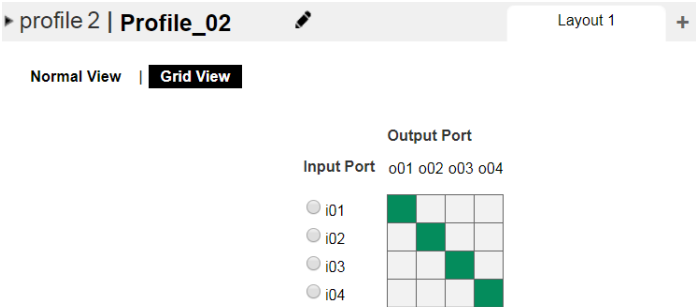 profile 2 | Profile_02 Layout 1 +
Normal View | Grid View
Output Port
Input Port o01 o02 o03 o04
i01
i02
i03
i04